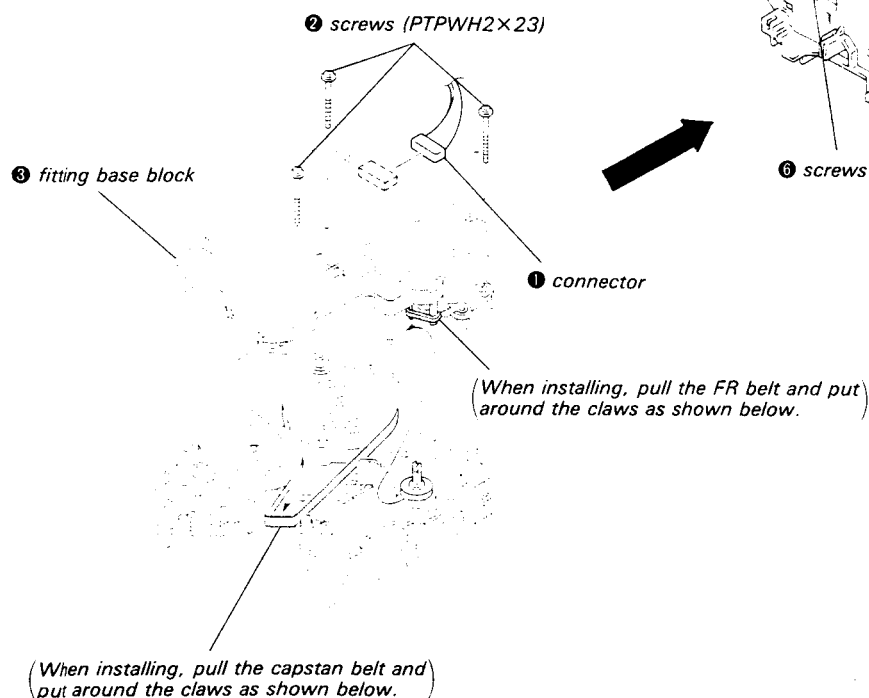 ❷ screws (PTPWH2×23)
❸ fitting base block
❻ screws
❶ connector
(When installing, pull the FR belt and put
around the claws as shown below.)
(When installing, pull the capstan belt and
put around the claws as shown below.)